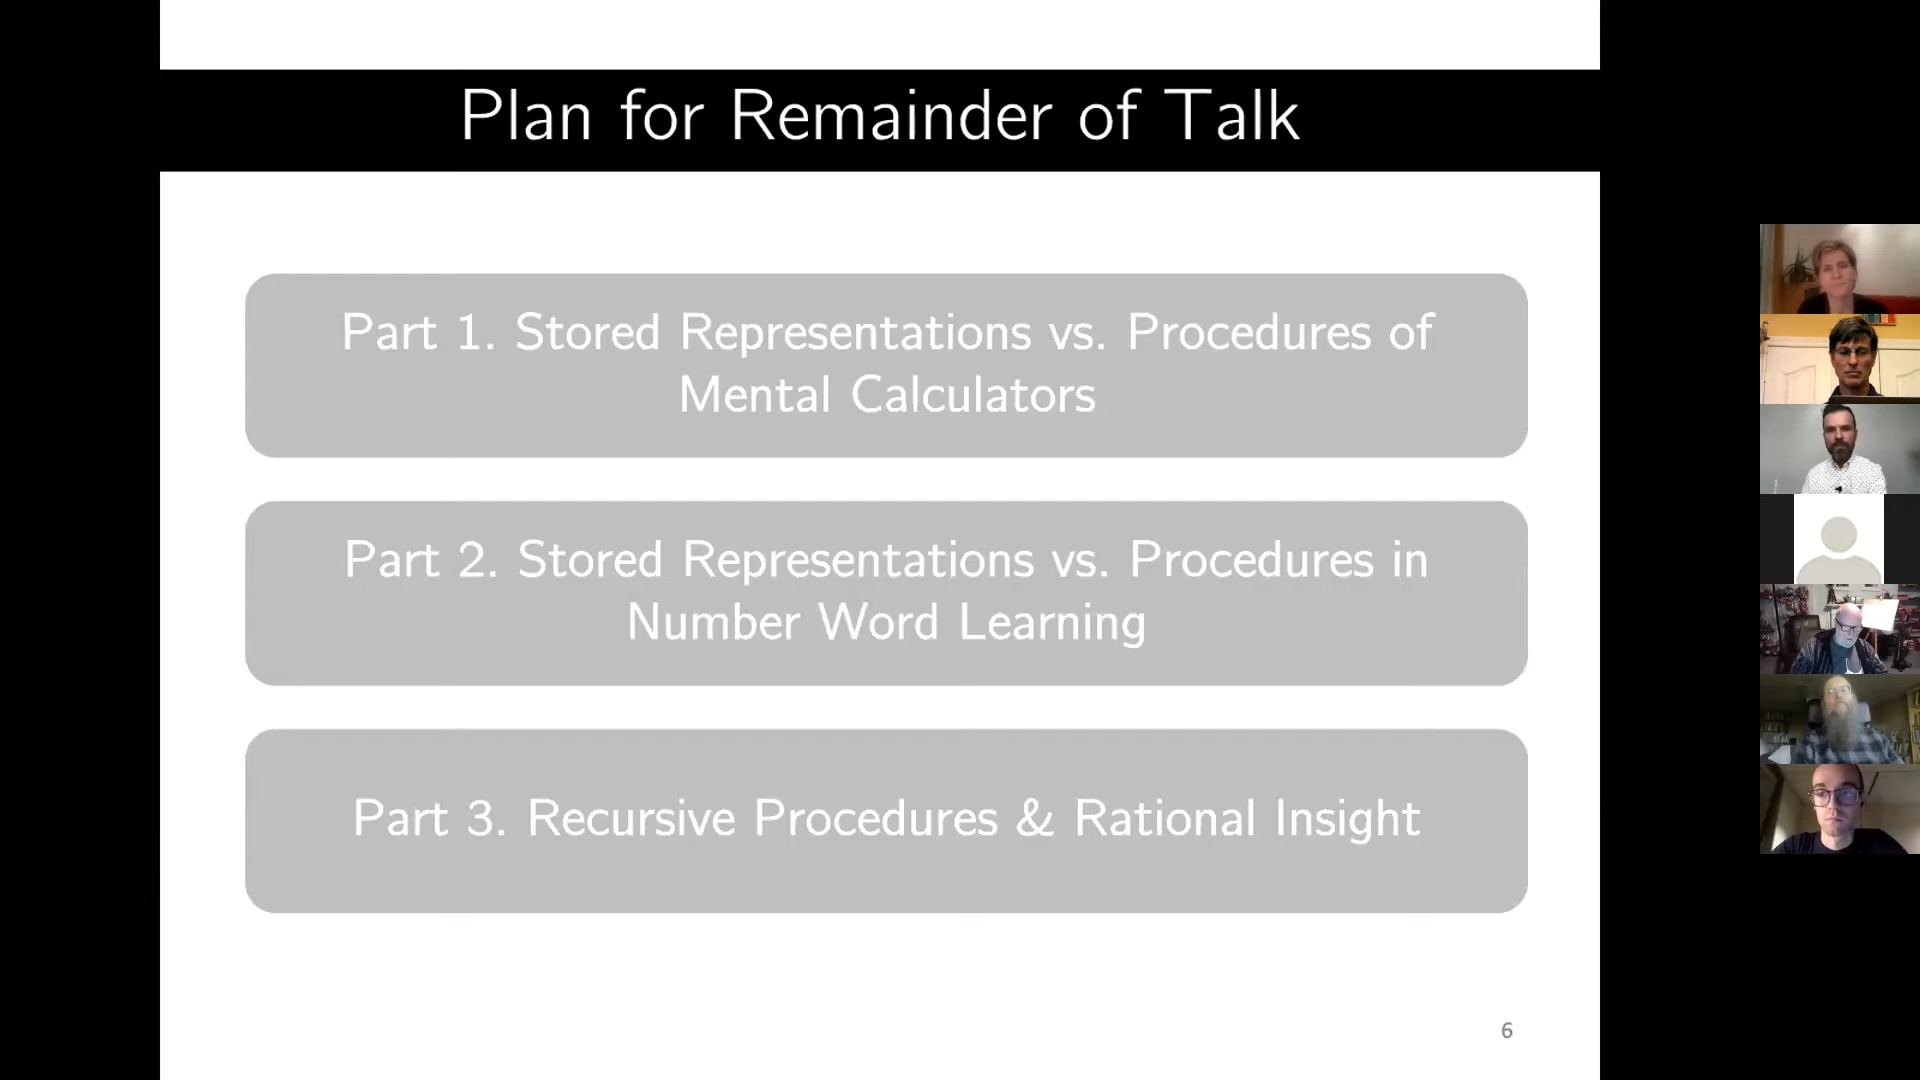 Plan for Remainder of Talk
Part 1. Stored Representations vs. Procedures of
Mental Calculators
Part 2. Stored Representations vs. Procedures in
Number Word Learning
Part 3. Recursive Procedures & Rational Insight
6